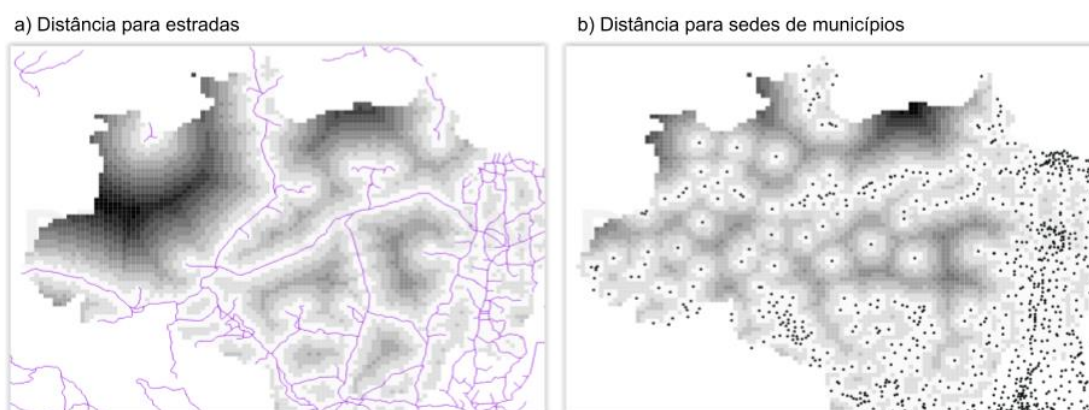 a) Distância para estradas
b) Distância para sedes de municípios